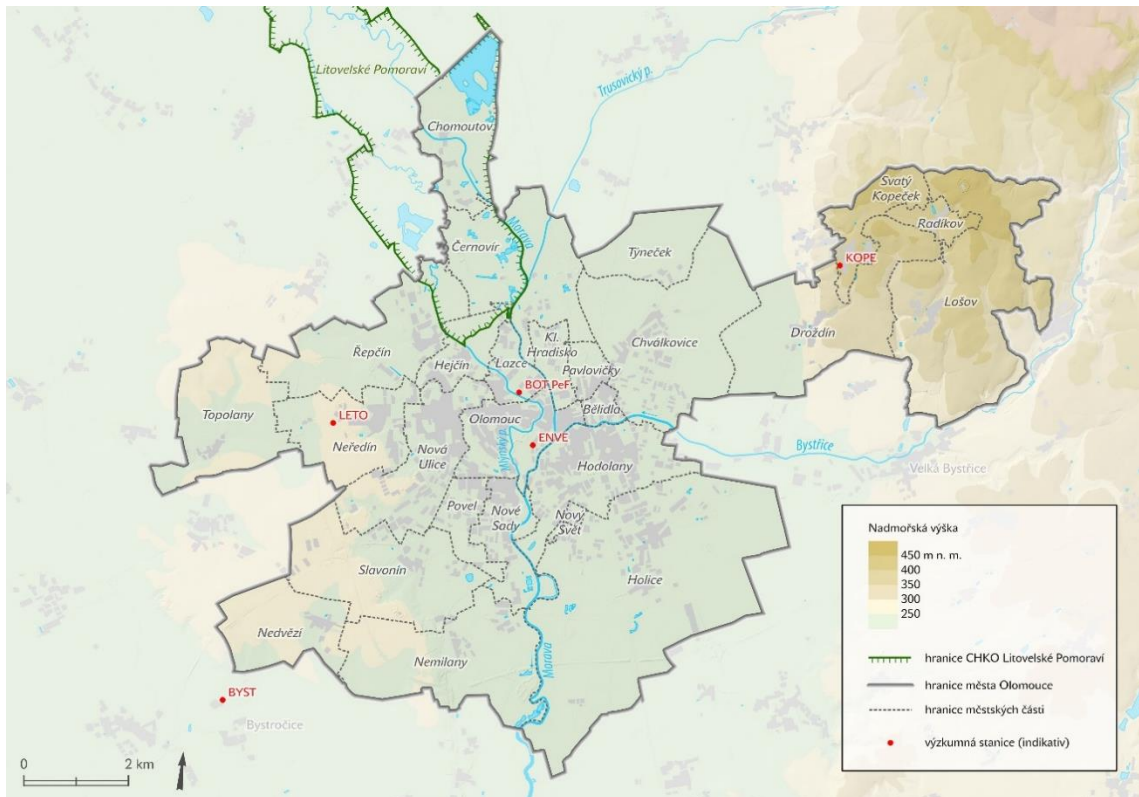 Litovelské Pomoraví
Trusovický p.
Chomoutov
Morava
Černovír
Týneček
Svatý
Kopeček
Radíkov
KOPE
Lošov
Droždín
Řepčín
Hejčín
Lazce
Kl.
Hradisko
Pavlovičky
Chválkovice
Topolany
LETO
Neředín
BOT PeF
Bělidla
Olomouc
Nová
Ulice
Mlýnský p.
ENVE
Hodolany
Bystřice
Velká Bystřice
Povel
Nové
Sady
Nový
Svět
Slavonín
Holice
Nedvězí
Nemilany
Morava
BYST
Bystročice
0 2 km
Nadmořská výška
450 m n. m.
400
350
300
250
hranice CHKO Litovelské Pomoraví
hranice města Olomouce
hranice městských částí
výzkumná stanice (indikativ)